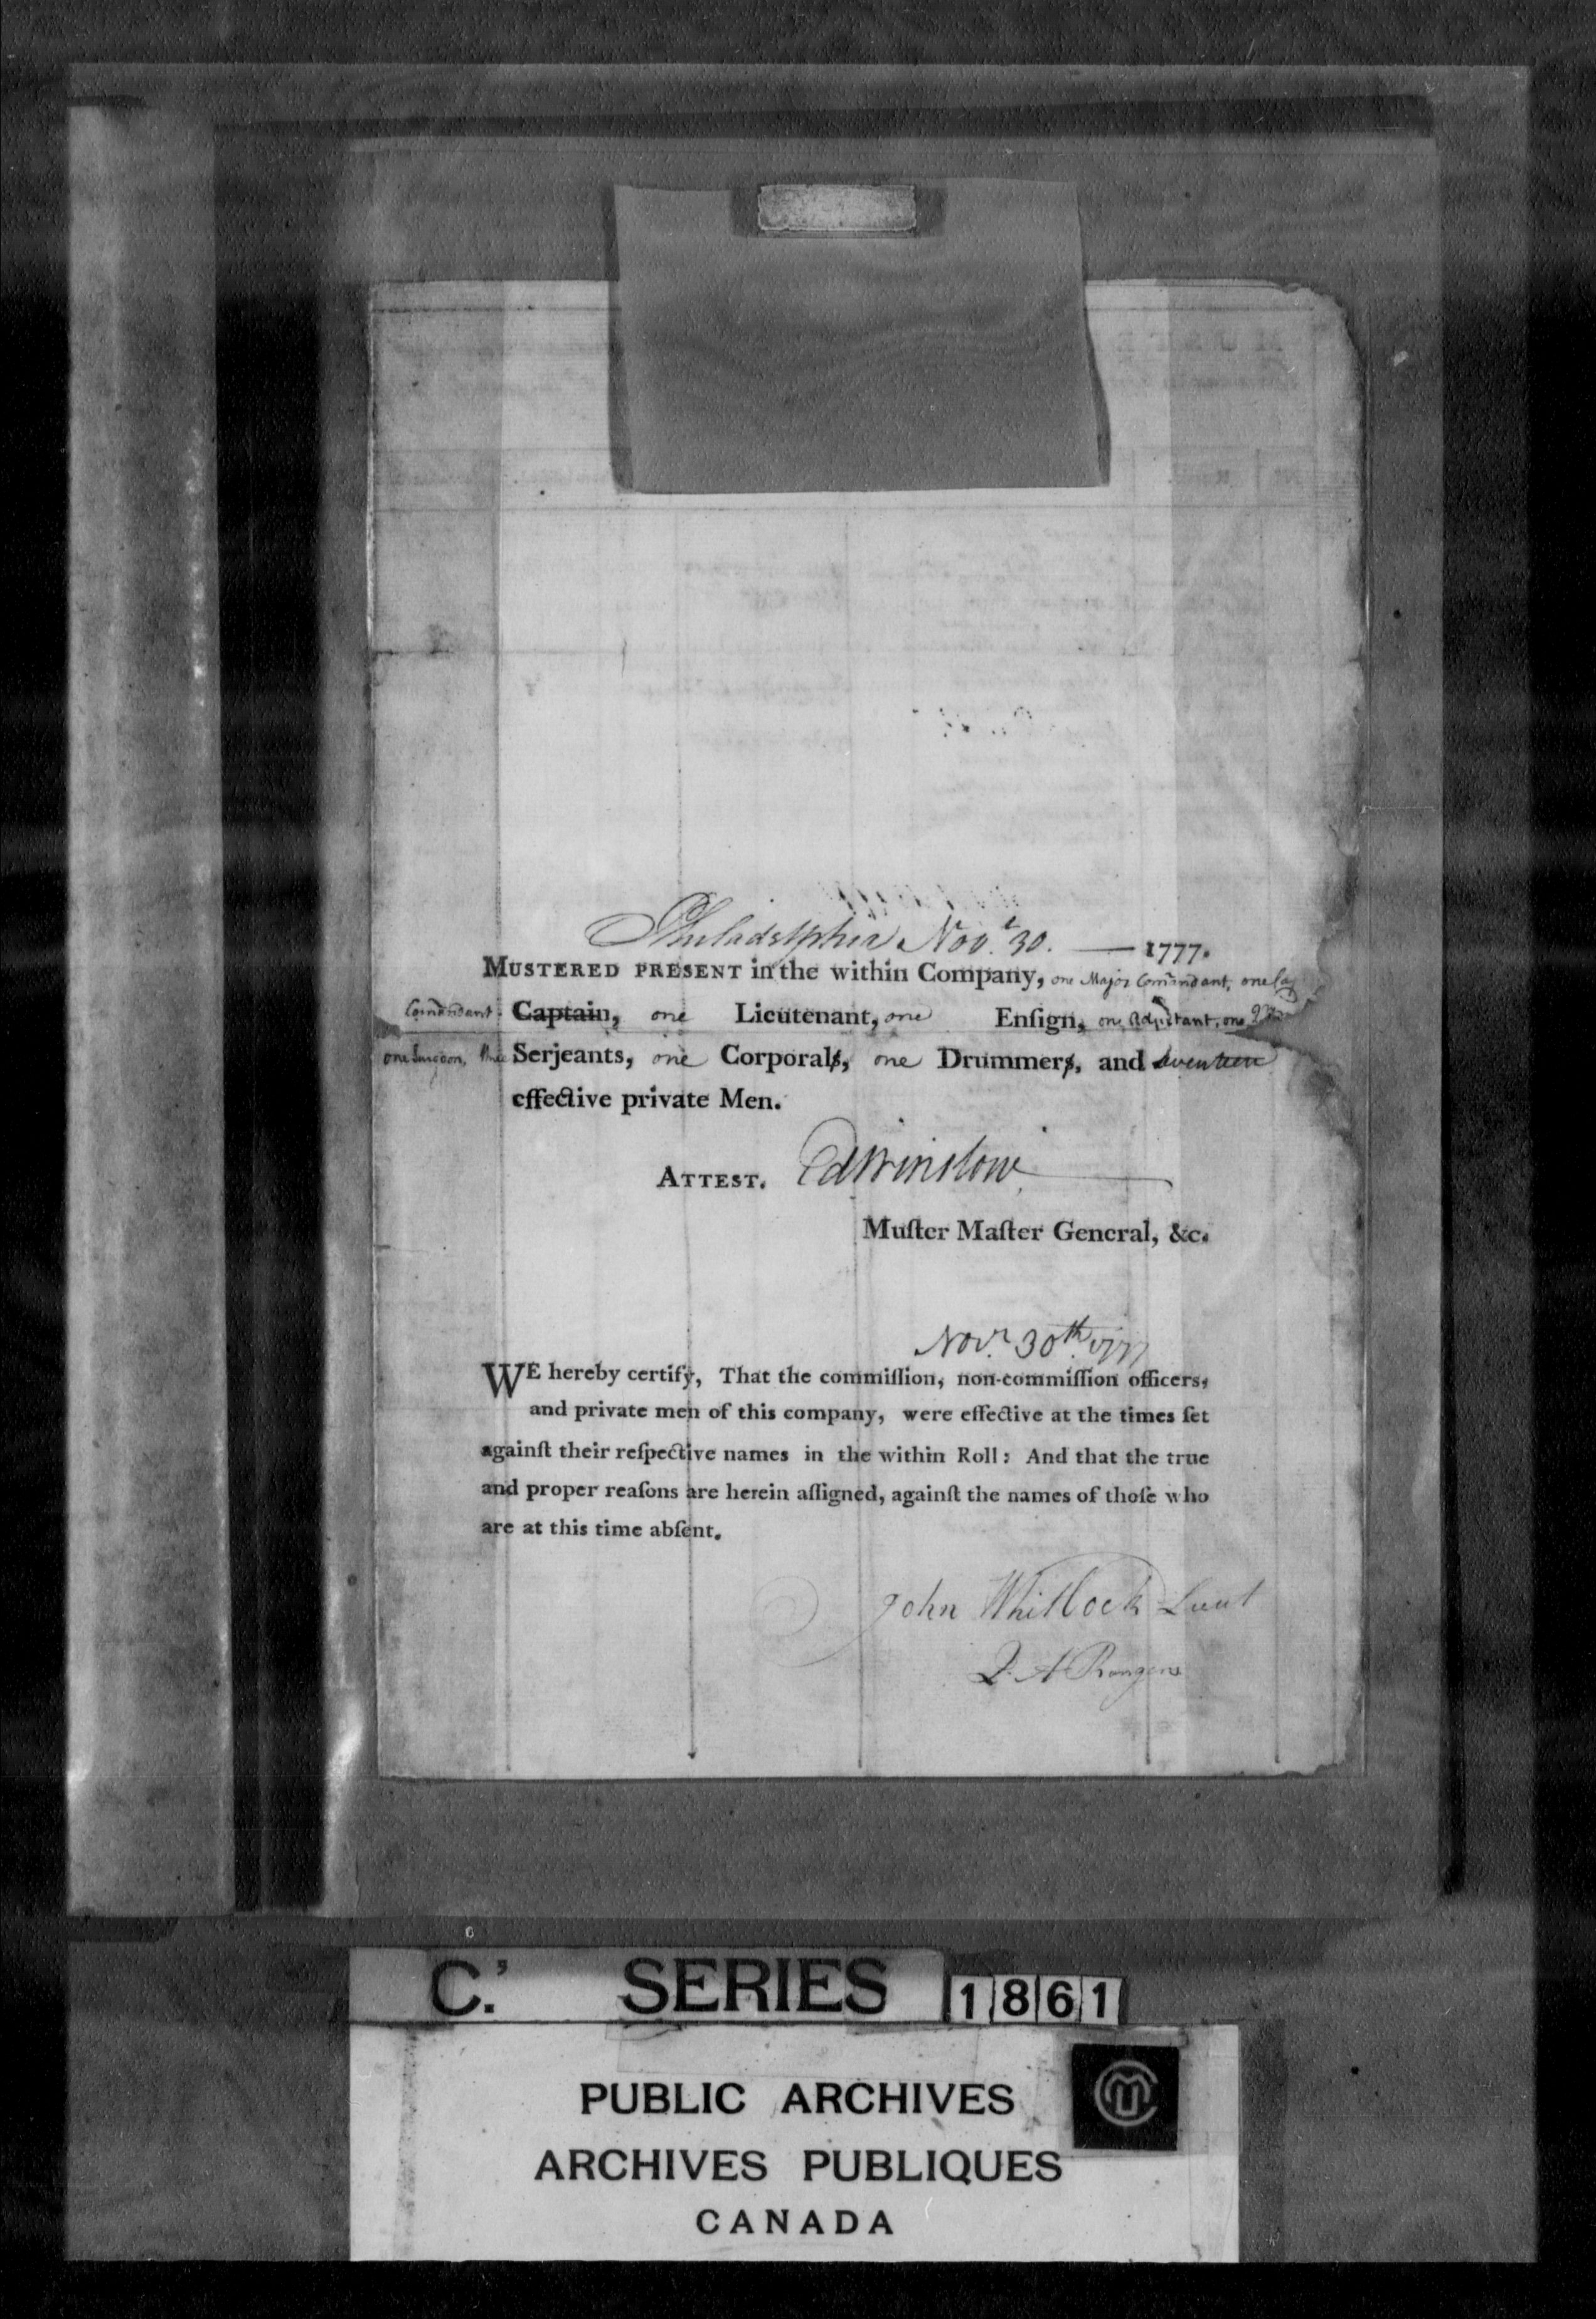 Philadelphia Novr. 30. — 1777.
MUSTERED PRESENT in the within Company, one Major Comandant, one Cap
Comandant. Captain, one Lieutenant, one Enſign, one Adjutant, one
one Surgeon, three Serjeants, one Corporals, one Drummers, and seventeen
effective private Men.
ATTEST. Ed Winslow
Muſter Maſter General, &c.
Novr. 30th. 1777
WE hereby certify, That the commiſſion, non-commiſſion officers,
and private men of this company, were effective at the times ſet
againſt their reſpective names in the within Roll: And that the true
and proper reaſons are herein aſſigned, againſt the names of thoſe who
are at this time abſent.
John Whitlock Lieut
Q. A Rangers
C. SERIES 1861
PUBLIC ARCHIVES
ARCHIVES PUBLIQUES
CANADA